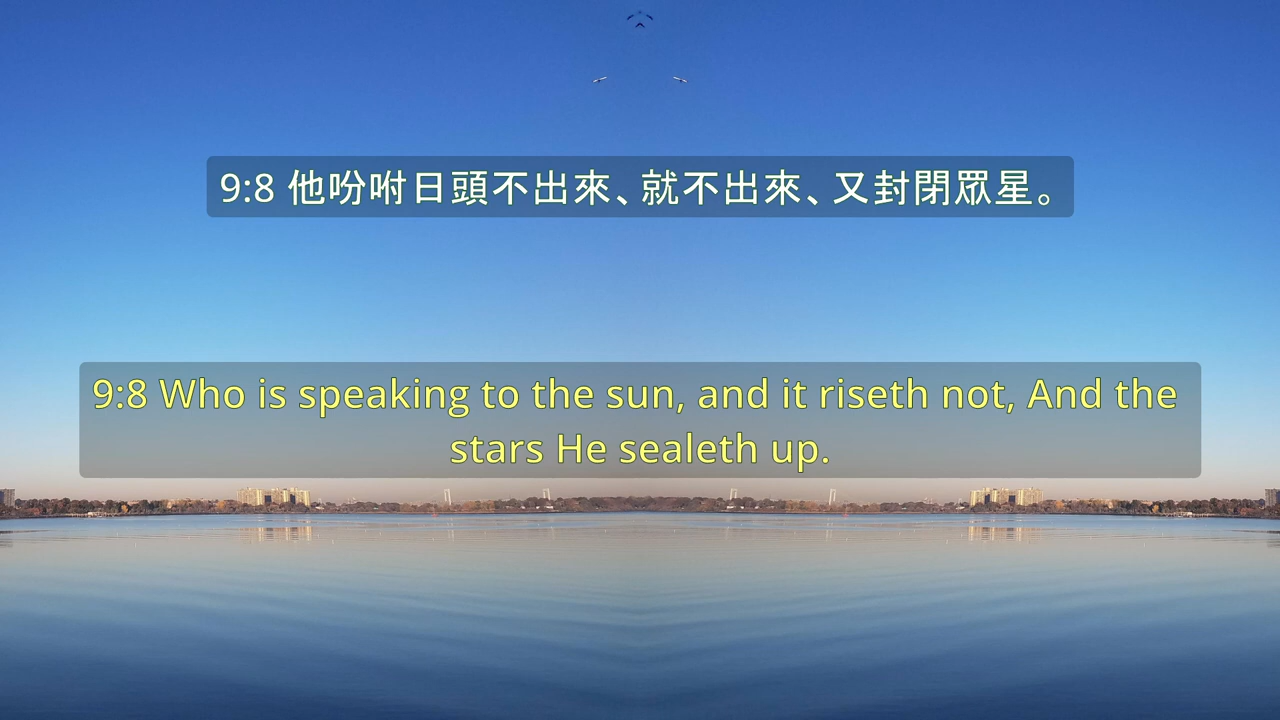 9:8 他吩咐日頭不出來、就不出來、又封閉眾星。
9:8 Who is speaking to the sun, and it riseth not, And the
stars He sealeth up.